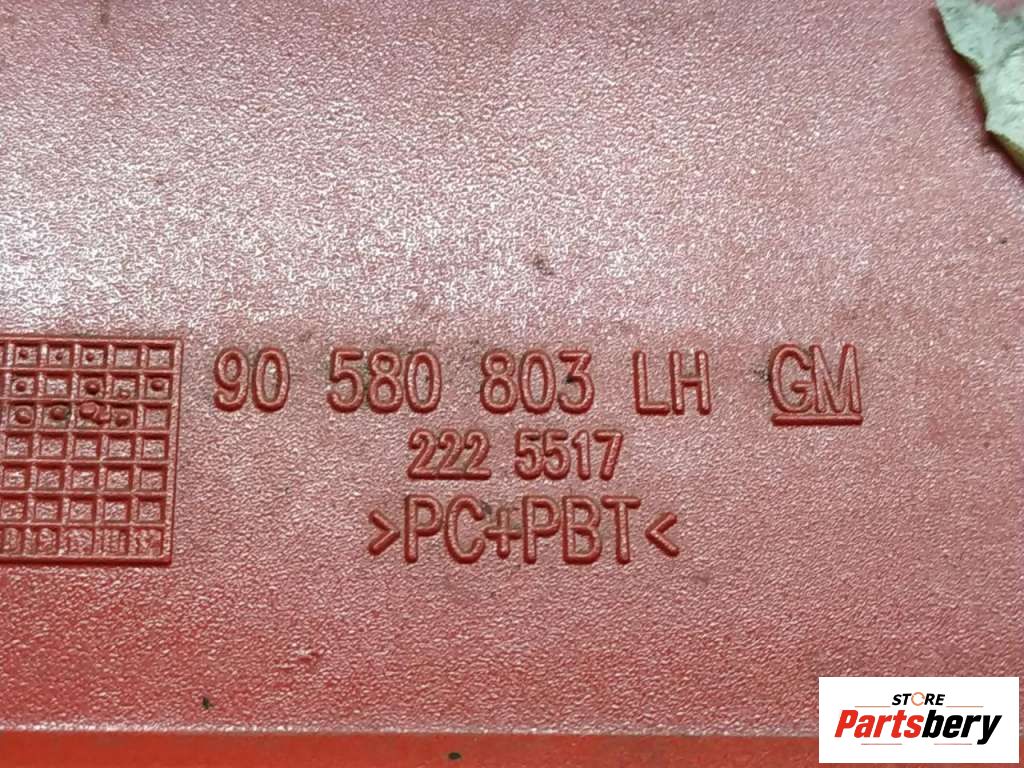 90 580 803 LH GM
222 5517
>PC+PBT<
STORE
Partsbery